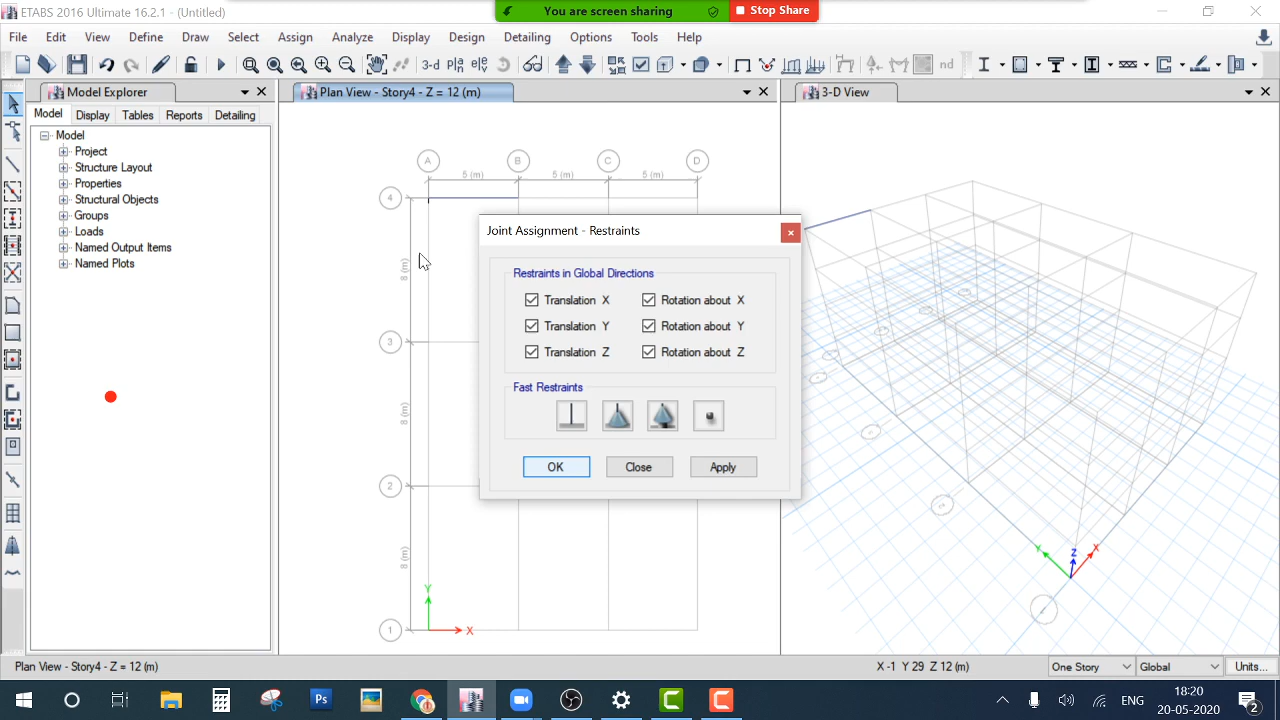 ETABS 2016 Ultimate 16.2.1 - (Untitled)
You are screen sharing
Stop Share
File Edit View Define Draw Select Assign Analyze Display Design Detailing Options Tools Help
3-d
nd
Model Explorer
Plan View - Story4 - Z = 12 (m)
3-D View
Model Display Tables Reports Detailing
Model
Project
Structure Layout
Properties
Structural Objects
Groups
Loads
Named Output Items
Named Plots
A B C D
5 (m) 5 (m) 5 (m)
4
8 (m)
3
8 (m)
2
8 (m)
1
Y
X
Joint Assignment - Restraints
Restraints in Global Directions
Translation X Rotation about X
Translation Y Rotation about Y
Translation Z Rotation about Z
Fast Restraints
OK Close Apply
Y Z X
Plan View - Story4 - Z = 12 (m)
X -1 Y 29 Z 12 (m)
One Story
Global
Units...
Ps
ENG
18:20
20-05-2020
2